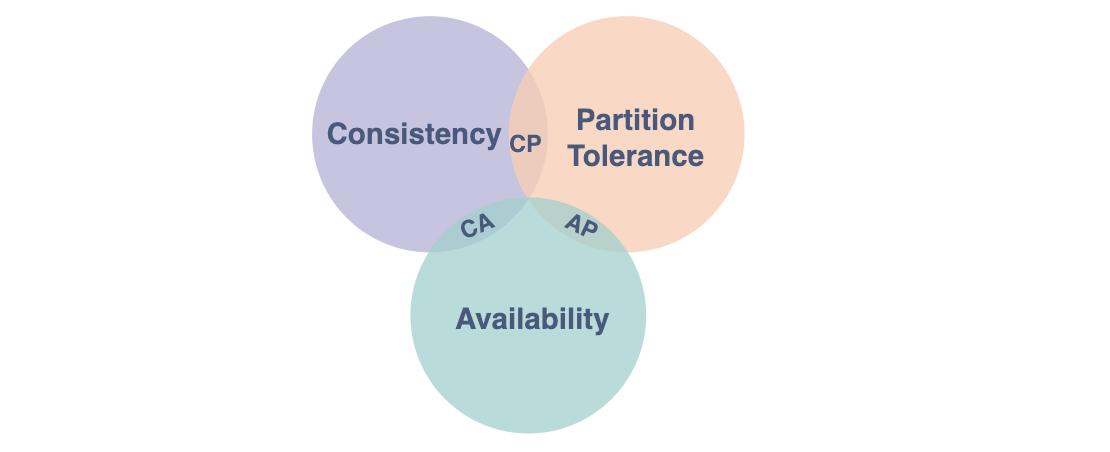 Consistency
CP
Partition
Tolerance
CA
AP
Availability